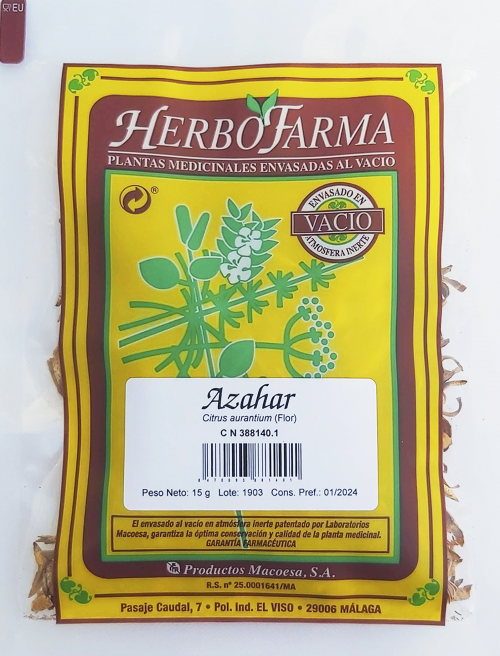 EU
HERBOFARMA
PLANTAS MEDICINALES ENVASADAS AL VACIO
®
ENVASADO EN
VACIO
ATMOSFERA INERTE
Azahar
Citrus aurantium (Flor)
C N 388140.1
Peso Neto: 15 g Lote: 1903 Cons. Pref.: 01/2024
El envasado al vacío en atmósfera inerte patentado por Laboratorios
Macoesa, garantiza la óptima conservación y calidad de la planta medicinal.
GARANTÍA FARMACÉUTICA
Productos Macoesa, S.A.
R.S. nº 25.0001641/MA
Pasaje Caudal, 7 • Pol. Ind. EL VISO • 29006 MÁLAGA